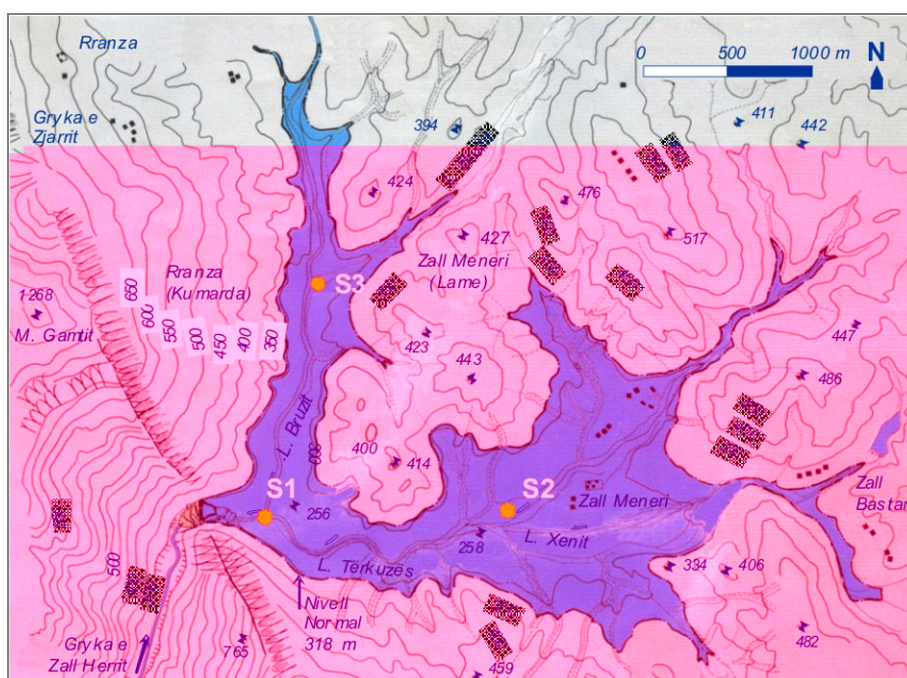 Rranza
0 500 1000 m
N
Gryka e
Zjarrit
394
411
442
424
476
427
517
Zall Meneri
(Lame)
Rranza
(Kumarda)
S3
1268
M. Gamtit
650
600
550
500
450
400
350
423
443
447
486
L. Bruzit
300
400
414
S1
256
S2
Zall Meneri
Zall
Bastar
258
L. Xenit
L. Tërkuzës
334
406
500
Nivell
Normal
318 m
Gryka e
Zall Herrit
765
459
482